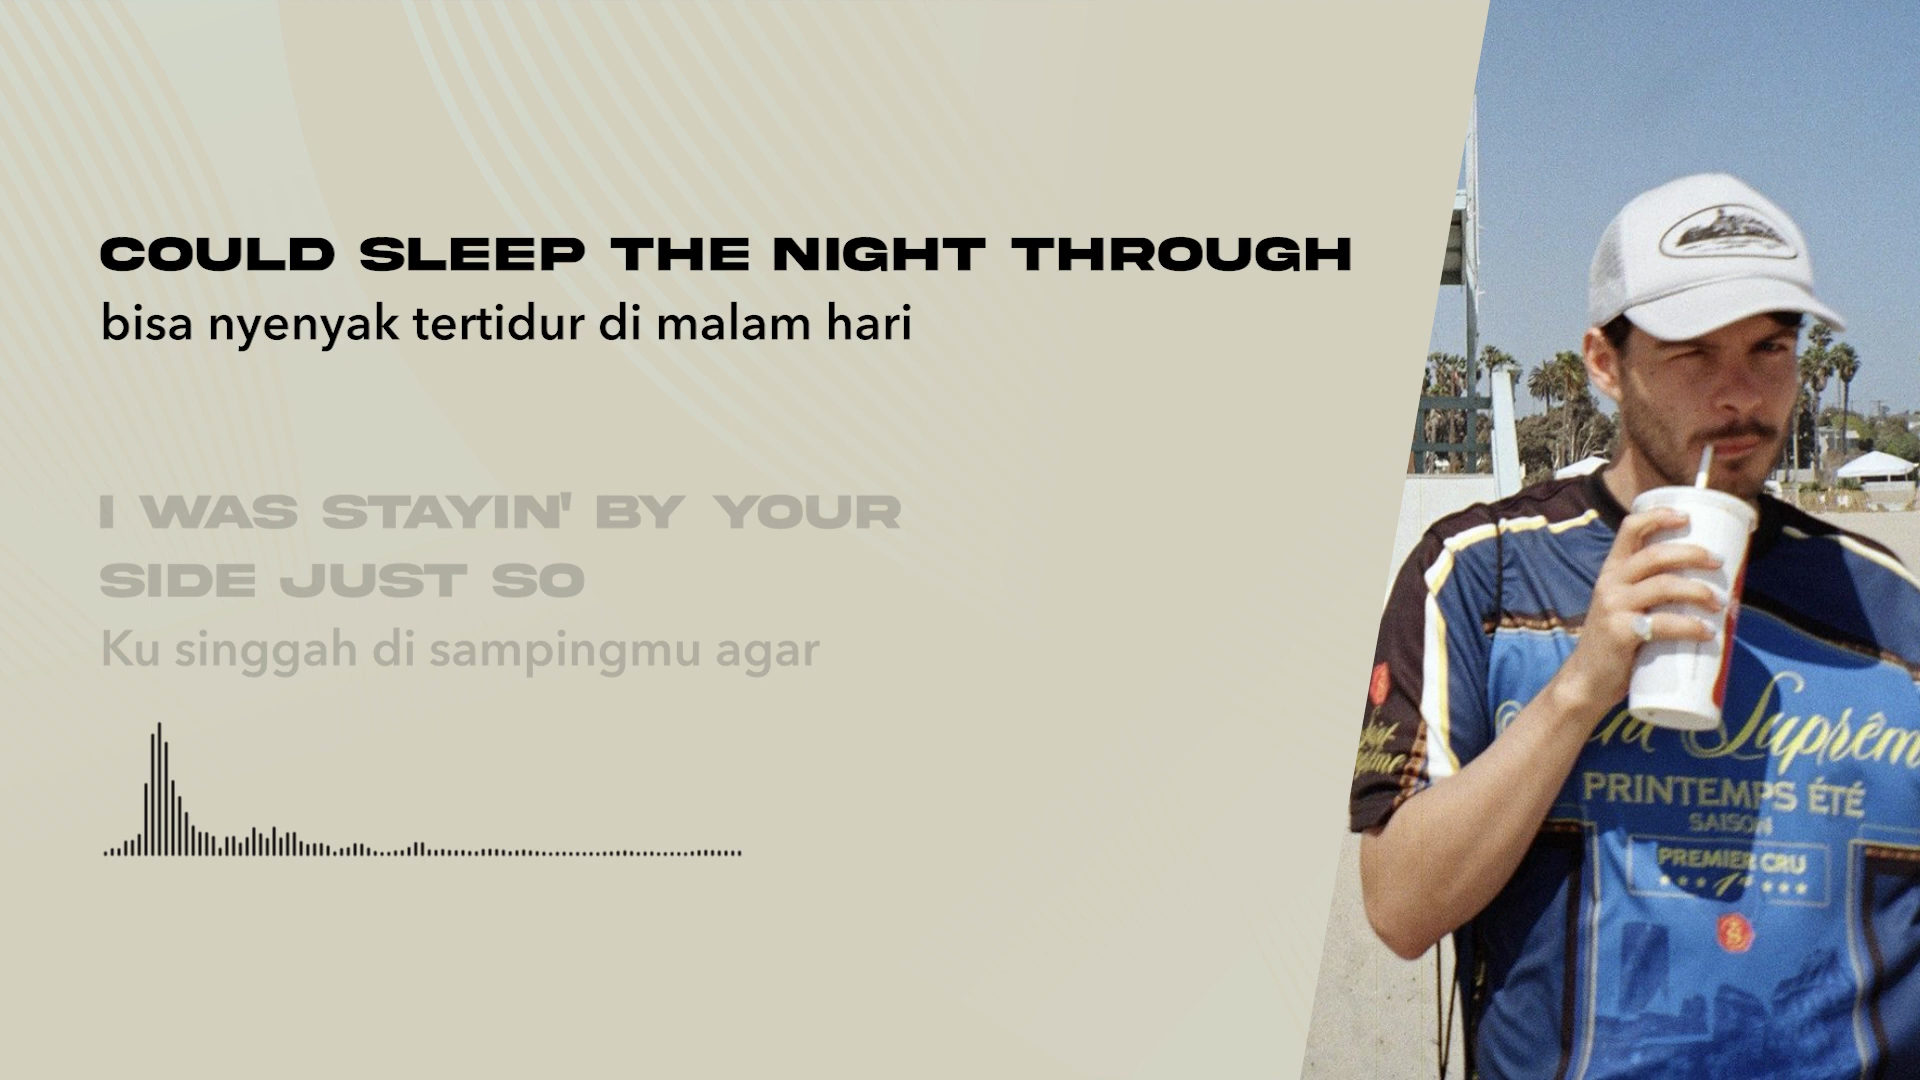 COULD SLEEP THE NIGHT THROUGH
bisa nyenyak tertidur di malam hari
I WAS STAYIN' BY YOUR
SIDE JUST SO
Ku singgah di sampingmu agar
PRINTEMPS ÉTÉ
SAISON
PREMIER CRU